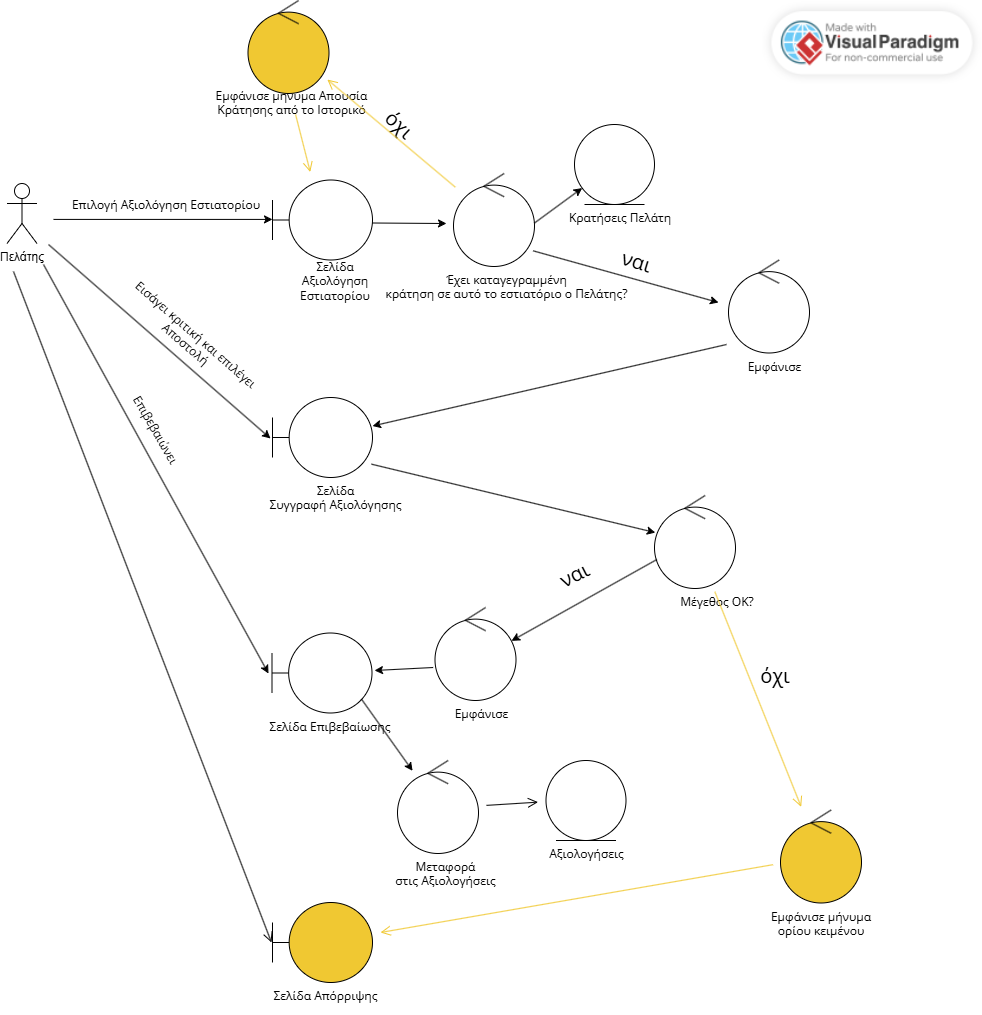 Made with
Visual Paradigm
For non-commercial use
Εμφάνισε μήνυμα Απουσία
Κράτησης από το Ιστορικό
όχι
Επιλογή Αξιολόγηση Εστιατορίου
Κρατήσεις Πελάτη
Πελάτης
Σελίδα
Αξιολόγηση
Εστιατορίου
Έχει καταγεγραμμένη
κράτηση σε αυτό το εστιατόριο ο Πελάτης?
ναι
Εμφάνισε
Εισάγει κριτική και επιλέγει
Αποστολή
Επιβεβαιώνει
Σελίδα
Συγγραφή Αξιολόγησης
Μέγεθος ΟΚ?
ναι
όχι
Εμφάνισε
Σελίδα Επιβεβαίωσης
Μεταφορά
στις Αξιολογήσεις
Αξιολογήσεις
Εμφάνισε μήνυμα
ορίου κειμένου
Σελίδα Απόρριψης